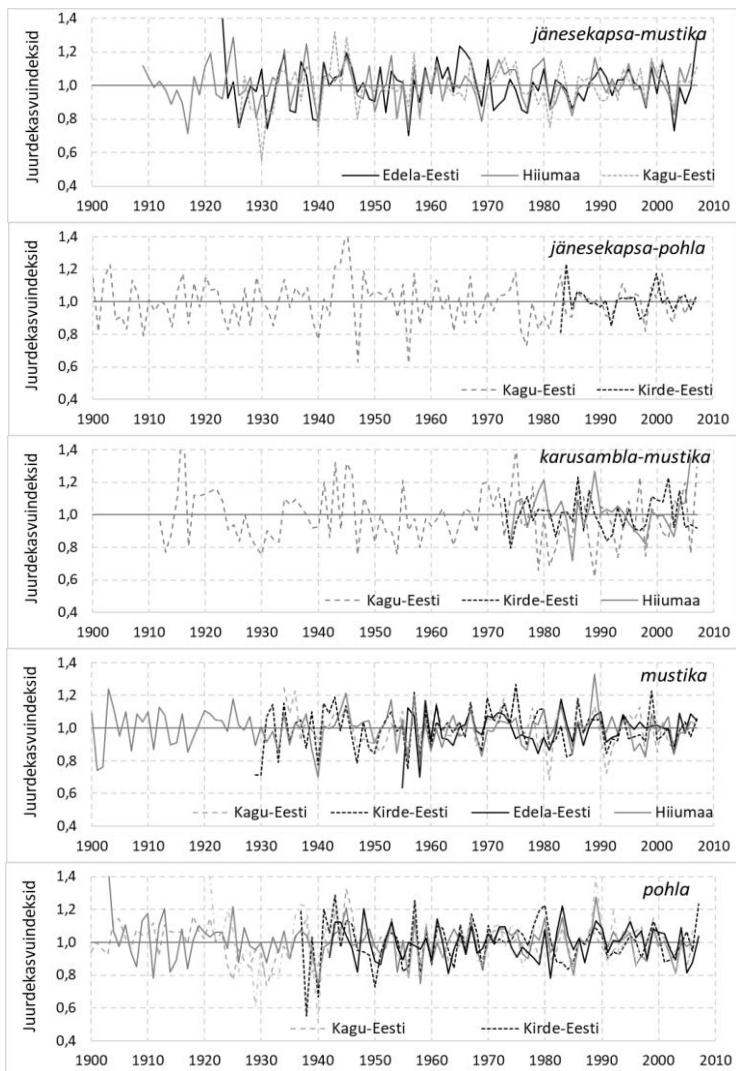 Juurdekasvuindeksid
jänesekapsa-mustika
1,4
1,2
1,0
0,8
0,6
0,4
Edela-Eesti Hiiumaa Kagu-Eesti
1900 1910 1920 1930 1940 1950 1960 1970 1980 1990 2000 2010
Juurdekasvuindeksid
jänesekapsa-pohla
1,4
1,2
1,0
0,8
0,6
0,4
Kagu-Eesti Kirde-Eesti
1900 1910 1920 1930 1940 1950 1960 1970 1980 1990 2000 2010
Juurdekasvuindeksid
karusambla-mustika
1,4
1,2
1,0
0,8
0,6
0,4
Kagu-Eesti Kirde-Eesti Hiiumaa
1900 1910 1920 1930 1940 1950 1960 1970 1980 1990 2000 2010
Juurdekasvuindeksid
mustika
1,4
1,2
1,0
0,8
0,6
0,4
Kagu-Eesti Kirde-Eesti Edela-Eesti Hiiumaa
1900 1910 1920 1930 1940 1950 1960 1970 1980 1990 2000 2010
Juurdekasvuindeksid
pohla
1,4
1,2
1,0
0,8
0,6
0,4
Kagu-Eesti Kirde-Eesti
1900 1910 1920 1930 1940 1950 1960 1970 1980 1990 2000 2010